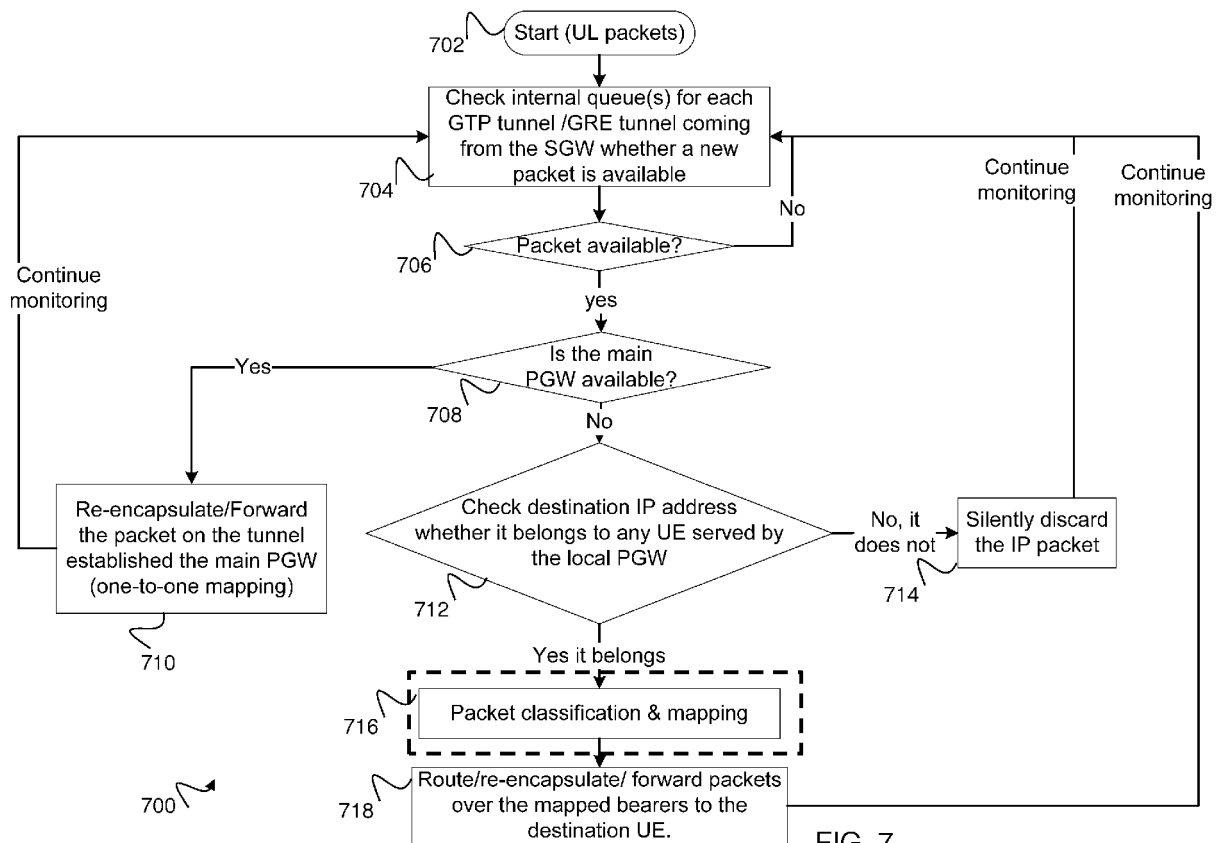 Start (UL packets)
702
Check internal queue(s) for each
GTP tunnel /GRE tunnel coming
from the SGW whether a new
packet is available
704
No
Continue
monitoring
Continue
monitoring
Packet available?
706
Continue
monitoring
yes
Is the main
PGW available?
Yes
708
No
Re-encapsulate/Forward
the packet on the tunnel
established the main PGW
(one-to-one mapping)
710
Check destination IP address
whether it belongs to any UE served by
the local PGW
712
No, it
does not
Silently discard
the IP packet
714
Yes it belongs
Packet classification & mapping
716
Route/re-encapsulate/ forward packets
over the mapped bearers to the
destination UE.
718
700
FIG. 7